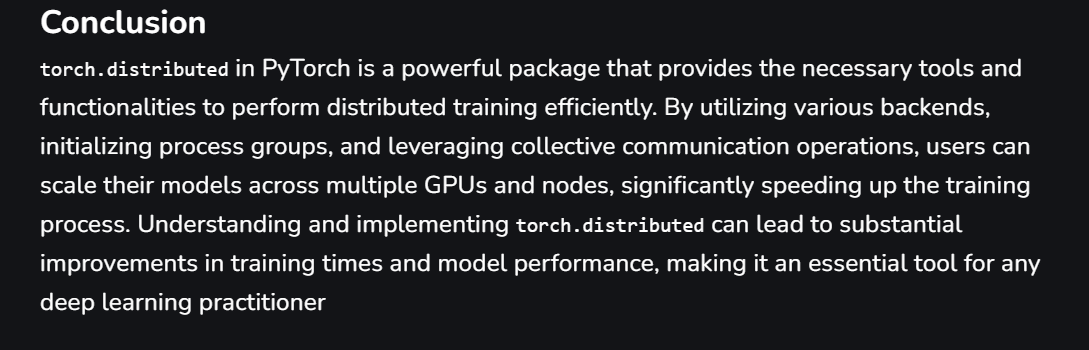 Conclusion
torch.distributed in PyTorch is a powerful package that provides the necessary tools and
functionalities to perform distributed training efficiently. By utilizing various backends,
initializing process groups, and leveraging collective communication operations, users can
scale their models across multiple GPUs and nodes, significantly speeding up the training
process. Understanding and implementing torch.distributed can lead to substantial
improvements in training times and model performance, making it an essential tool for any
deep learning practitioner